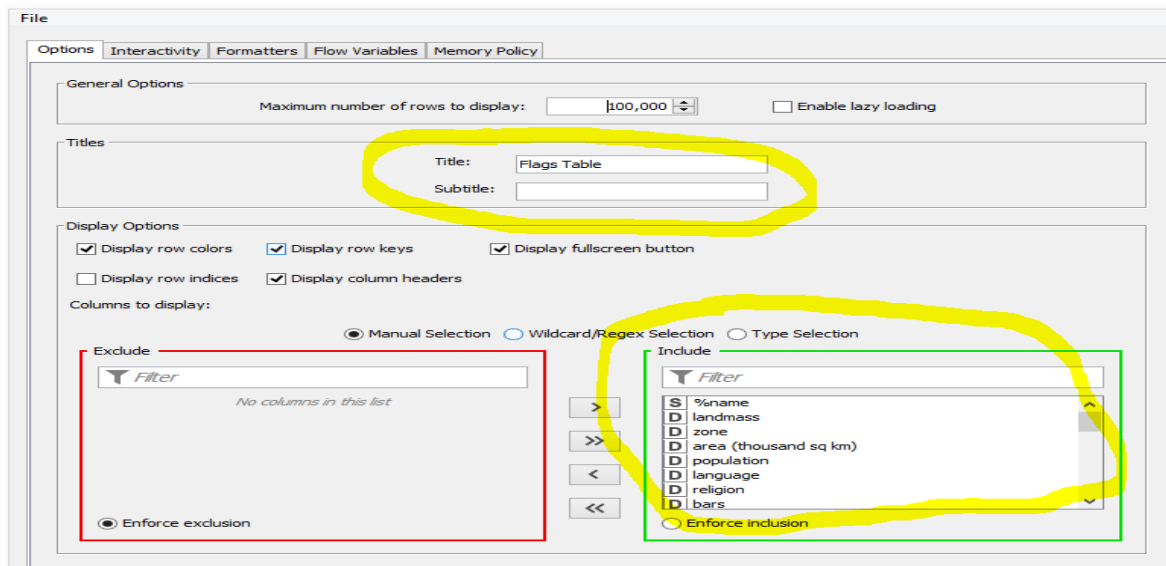 File
Options Interactivity Formatters Flow Variables Memory Policy
General Options
Maximum number of rows to display: 100,000 Enable lazy loading
Titles
Title: Flags Table
Subtitle:
Display Options
Display row colors Display row keys Display fullscreen button
Display row indices Display column headers
Columns to display:
Manual Selection Wildcard/Regex Selection Type Selection
Exclude Include
Filter Filter
No columns in this list
S %name
D landmass
> D zone
D area (thousand sq km)
>> D population
D language
< D religion
D bars
<<
Enforce exclusion Enforce inclusion